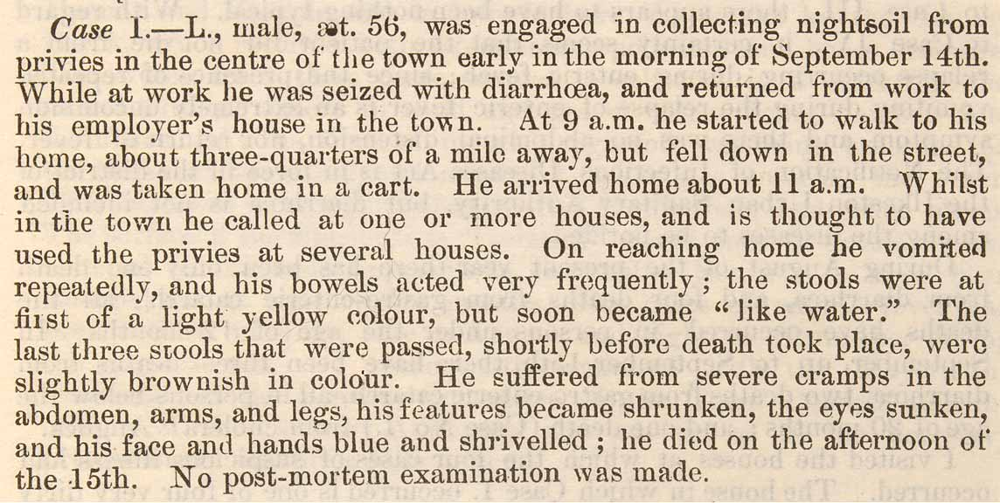 Case 1.—L., male, æt. 56, was engaged in collecting nightsoil from
privies in the centre of the town early in the morning of September 14th.
While at work he was seized with diarrhœa, and returned from work to
his employer's house in the town. At 9 a.m. he started to walk to his
home, about three-quarters of a mile away, but fell down in the street,
and was taken home in a cart. He arrived home about 11 a.m. Whilst
in the town he called at one or more houses, and is thought to have
used the privies at several houses. On reaching home he vomited
repeatedly, and his bowels acted very frequently; the stools were at
first of a light yellow colour, but soon became “like water.” The
last three stools that were passed, shortly before death took place, were
slightly brownish in colour. He suffered from severe cramps in the
abdomen, arms, and legs, his features became shrunken, the eyes sunken,
and his face and hands blue and shrivelled; he died on the afternoon of
the 15th. No post-mortem examination was made.